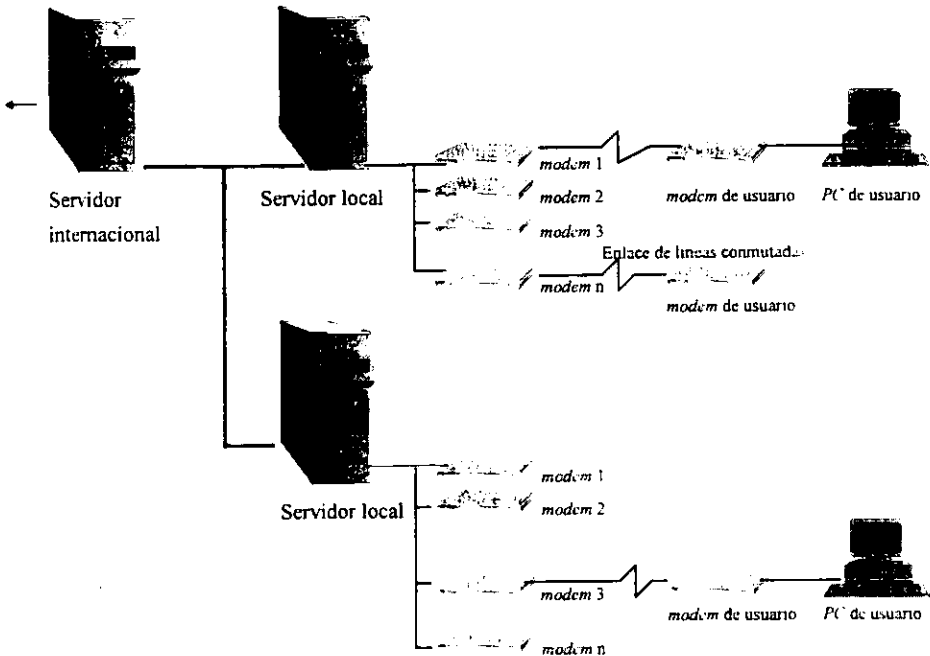 Servidor
internacional
Servidor local
modem 1
modem 2
modem 3
modem n
modem de usuario
PC de usuario
Enlace de lineas conmutadas
modem de usuario
Servidor local
modem 1
modem 2
modem 3
modem n
modem de usuario
PC de usuario